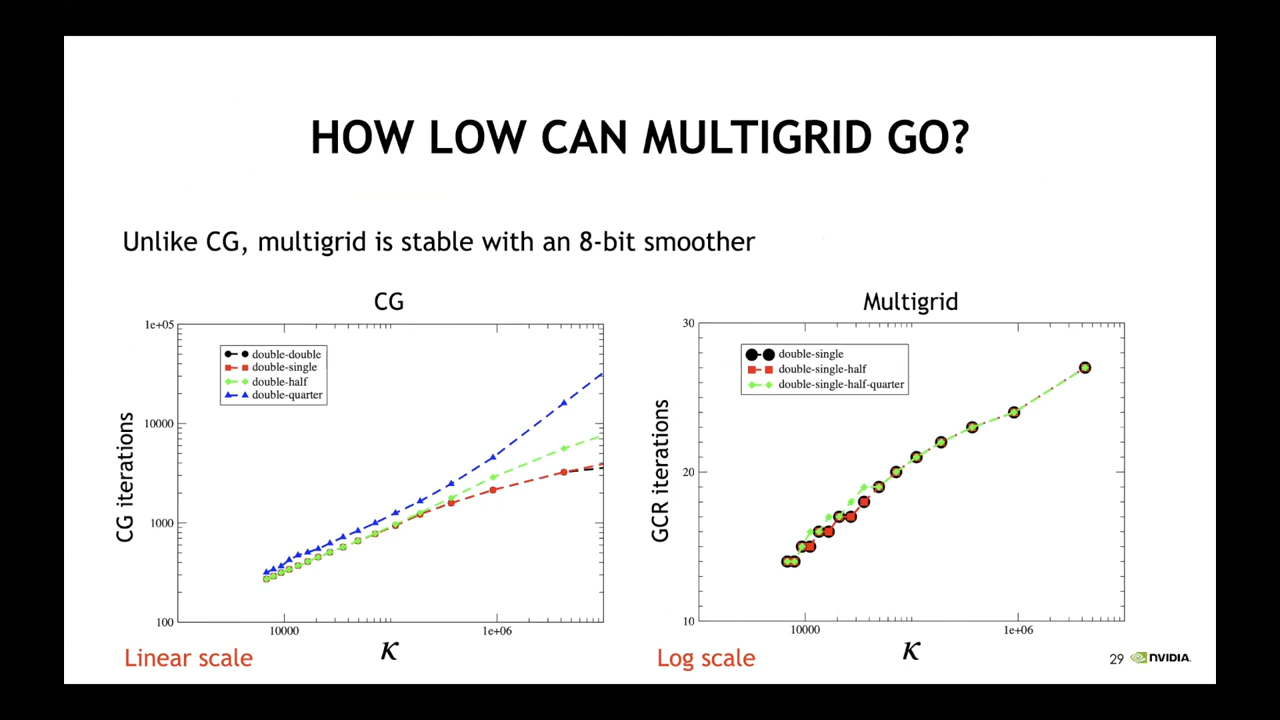 HOW LOW CAN MULTIGRID GO?
Unlike CG, multigrid is stable with an 8-bit smoother
CG
1e+05
10000
1000
100
CG iterations
double-double
double-single
double-half
double-quarter
10000
1e+06
κ
Linear scale
Multigrid
30
20
10
GCR iterations
double-single
double-single-half
double-single-half-quarter
10000
1e+06
κ
Log scale
29 NVIDIA.